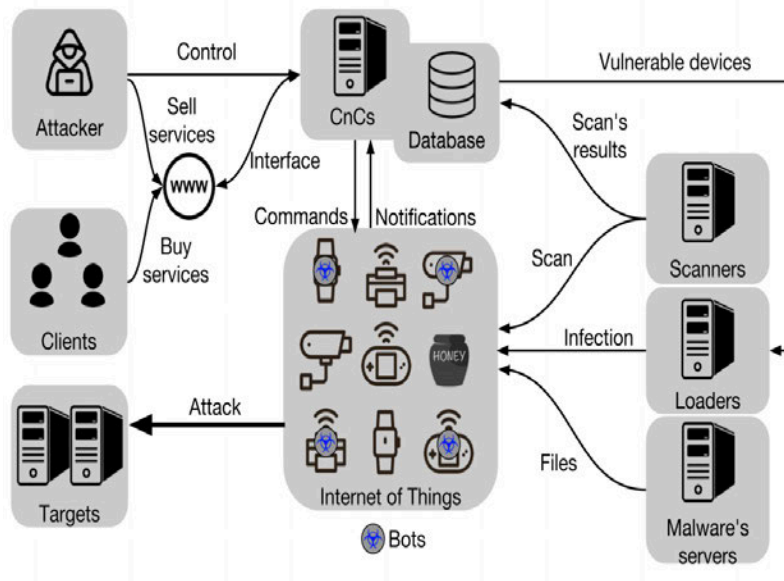 Control
Vulnerable devices
Attacker
Sell
services
CnCs
Database
Scan's
results
www
Interface
Commands
Notifications
Buy
services
Clients
Scan
Scanners
HONEY
Infection
Loaders
Attack
Targets
Internet of Things
Files
Malware's
servers
Bots